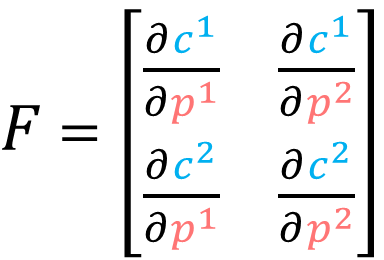 F = [ ∂c¹/∂p¹ ∂c¹/∂p²
∂c²/∂p¹ ∂c²/∂p² ]